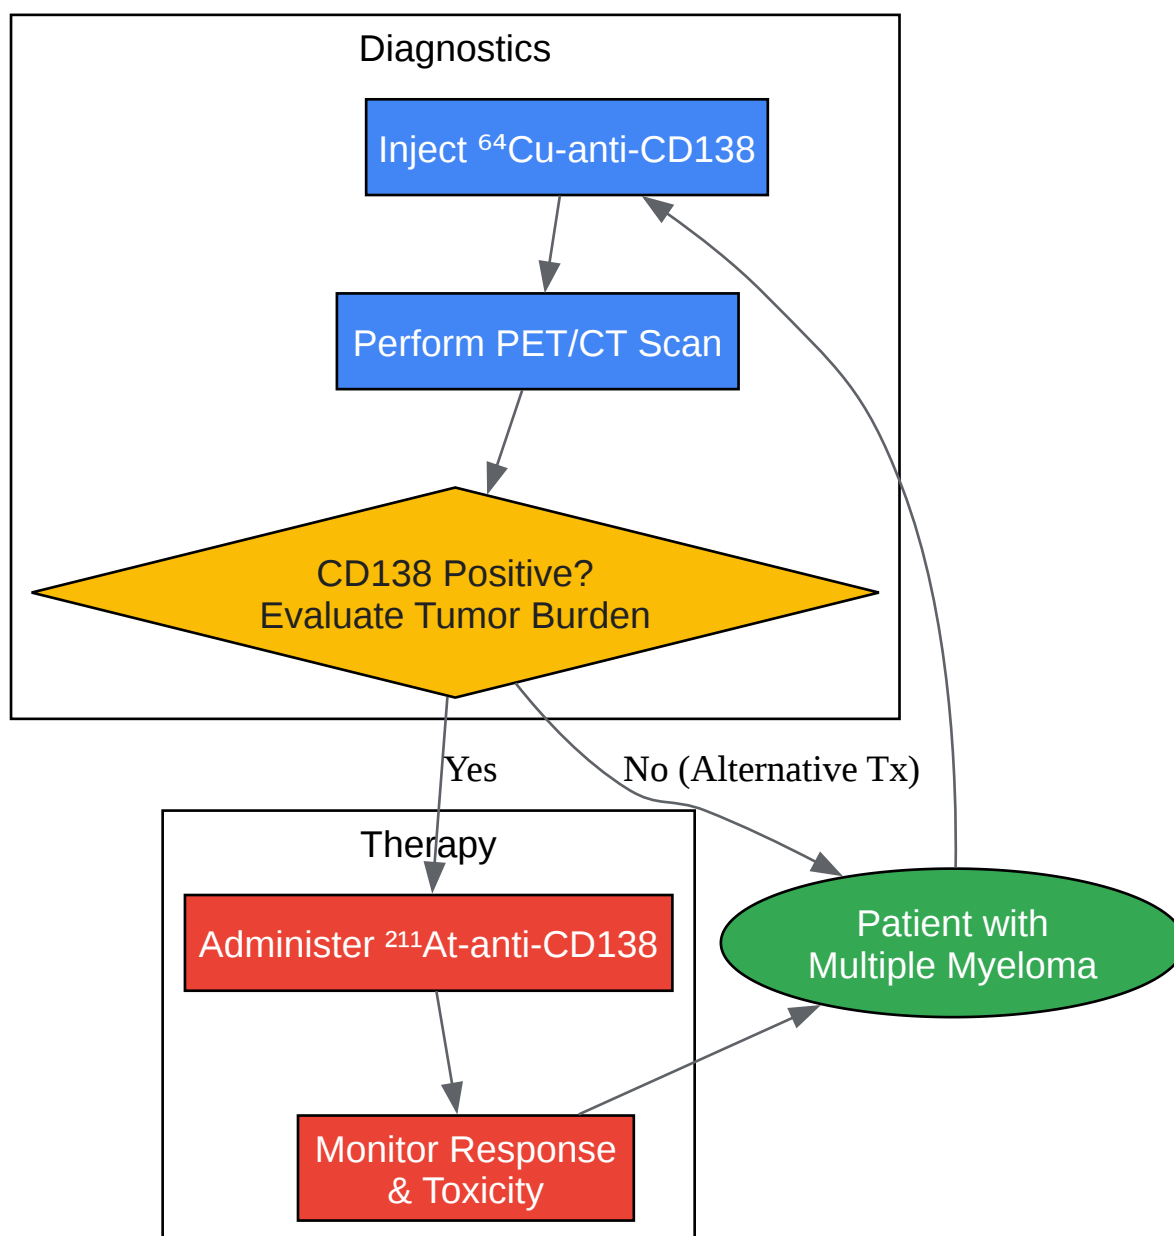 Diagnostics
Inject ⁶⁴Cu-anti-CD138
Perform PET/CT Scan
CD138 Positive?
Evaluate Tumor Burden
Yes
No (Alternative Tx)
Therapy
Administer ²¹¹At-anti-CD138
Patient with
Multiple Myeloma
Monitor Response
& Toxicity